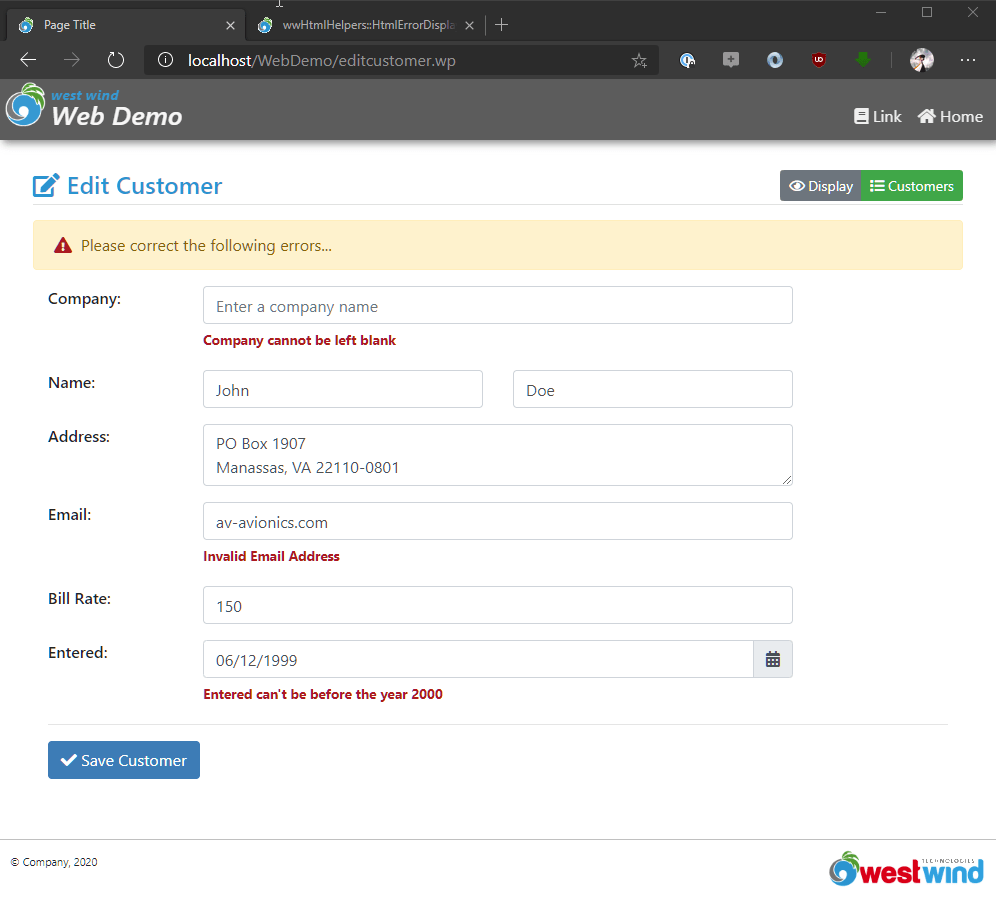 Page Title
wwHtmlHelpers::HtmlErrorDispla
localhost/WebDemo/editcustomer.wp
UD
west wind
Web Demo
Link
Home
Edit Customer
Display
Customers
Please correct the following errors...
Company:
Enter a company name
Company cannot be left blank
Name:
John
Doe
Address:
PO Box 1907
Manassas, VA 22110-0801
Email:
av-avionics.com
Invalid Email Address
Bill Rate:
150
Entered:
06/12/1999
Entered can't be before the year 2000
Save Customer
© Company, 2020
TECHNOLOGIES
westwind